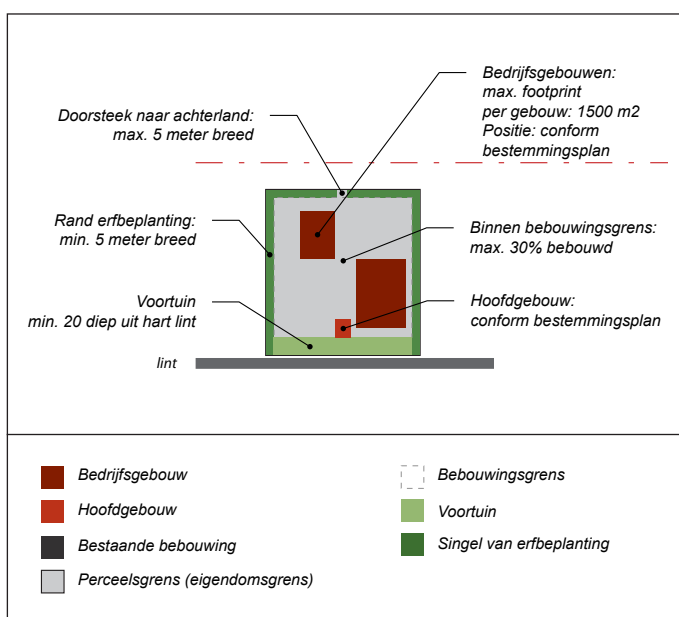 Bedrijfsgebouwen:
max. footprint
per gebouw: 1500 m2
Positie: conform
bestemmingsplan
Doorsteek naar achterland:
max. 5 meter breed
Rand erfbeplanting:
min. 5 meter breed
Binnen bebouwingsgrens:
max. 30% bebouwd
Voortuin
min. 20 diep uit hart lint
Hoofdgebouw:
conform bestemmingsplan
lint
Bedrijfsgebouw
Hoofdgebouw
Bestaande bebouwing
Perceelsgrens (eigendomsgrens)
Bebouwingsgrens
Voortuin
Singel van erfbeplanting